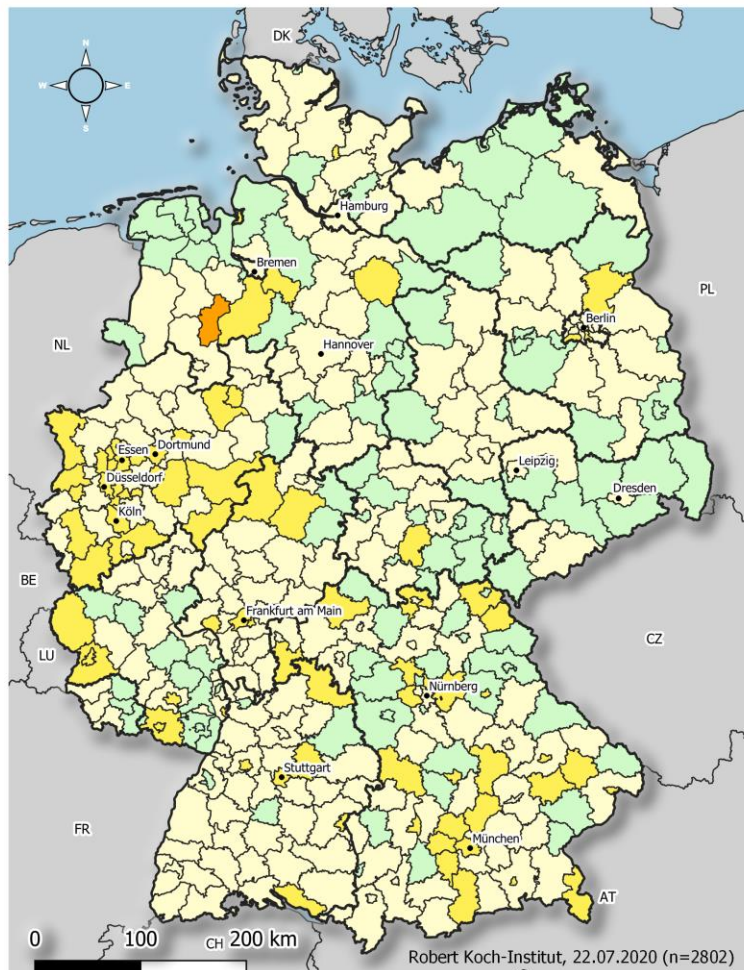 DK
N
W E
S
Hamburg
Bremen
PL
Berlin
NL
Hannover
Essen
Dortmund
Düsseldorf
Leipzig
Dresden
Köln
BE
Frankfurt am Main
CZ
LU
Nürnberg
Stuttgart
FR
München
AT
0 100 200 km
CH
Robert Koch-Institut, 22.07.2020 (n=2802)